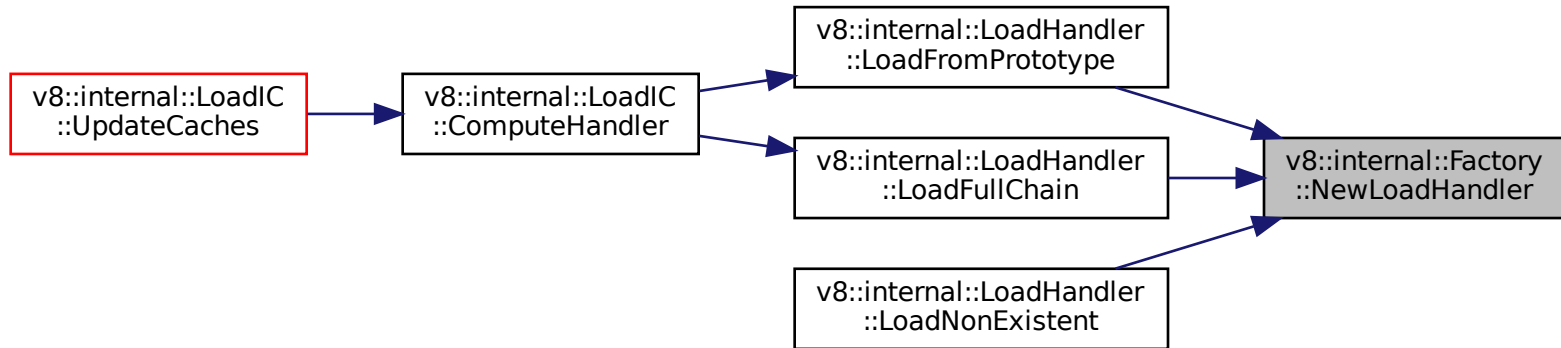 v8::internal::LoadIC
::UpdateCaches
v8::internal::LoadIC
::ComputeHandler
v8::internal::LoadHandler
::LoadFromPrototype
v8::internal::LoadHandler
::LoadFullChain
v8::internal::LoadHandler
::LoadNonExistent
v8::internal::Factory
::NewLoadHandler